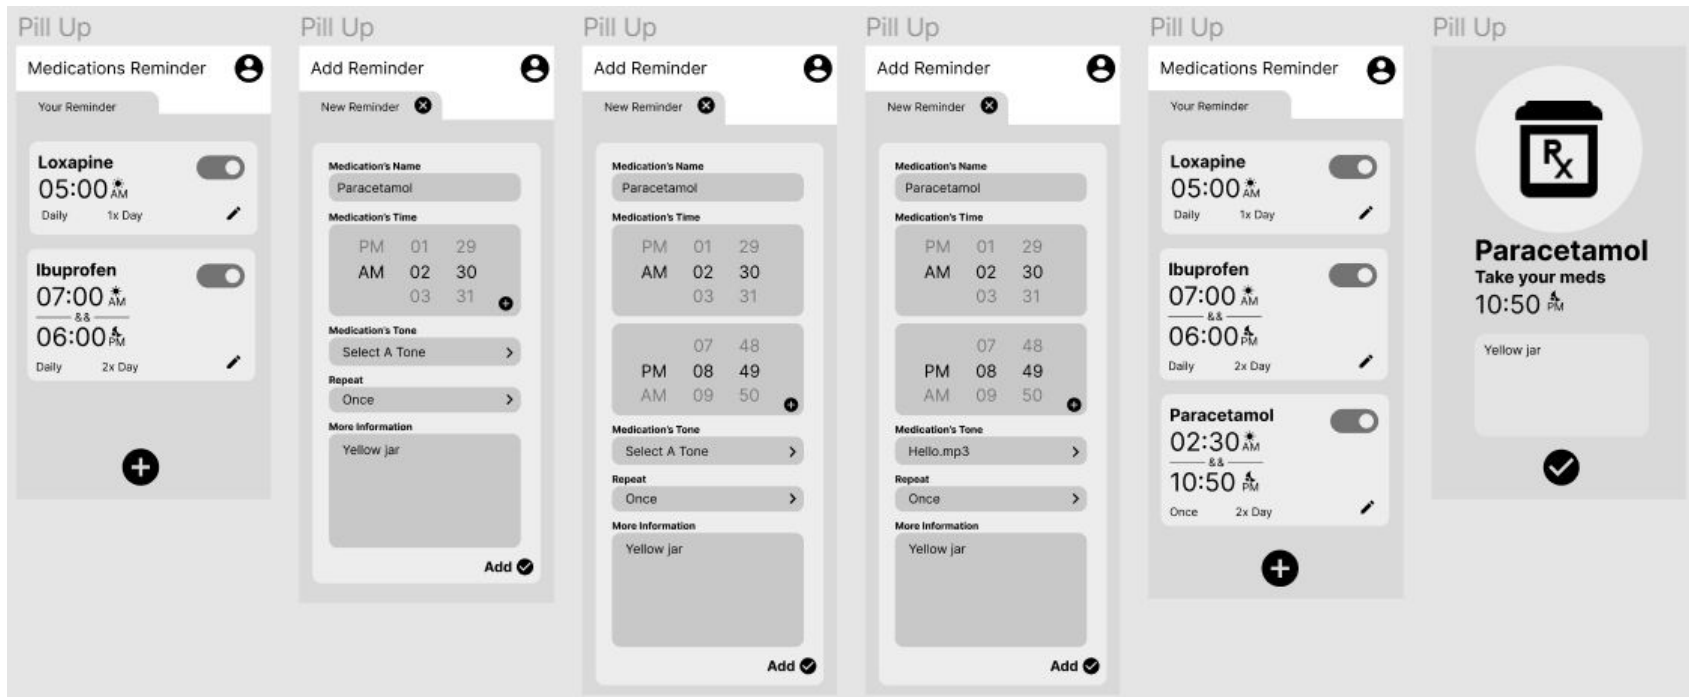 Pill Up
Medications Reminder
Your Reminder
Loxapine
05:00 AM
Daily 1x Day
Ibuprofen
07:00 AM
&&
06:00 PM
Daily 2x Day
Pill Up
Add Reminder
New Reminder
Medication's Name
Paracetamol
Medication's Time
PM 01 29
AM 02 30
03 31
Medication's Tone
Select A Tone
Repeat
Once
More Information
Yellow jar
Add
Pill Up
Add Reminder
New Reminder
Medication's Name
Paracetamol
Medication's Time
PM 01 29
AM 02 30
03 31
07 48
PM 08 49
AM 09 50
Medication's Tone
Select A Tone
Repeat
Once
More Information
Yellow jar
Add
Pill Up
Add Reminder
New Reminder
Medication's Name
Paracetamol
Medication's Time
PM 01 29
AM 02 30
03 31
07 48
PM 08 49
AM 09 50
Medication's Tone
Hello.mp3
Repeat
Once
More Information
Yellow jar
Add
Pill Up
Medications Reminder
Your Reminder
Loxapine
05:00 AM
Daily 1x Day
Ibuprofen
07:00 AM
&&
06:00 PM
Daily 2x Day
Paracetamol
02:30 AM
&&
10:50 PM
Once 2x Day
Pill Up
Rx
Paracetamol
Take your meds
10:50 PM
Yellow jar